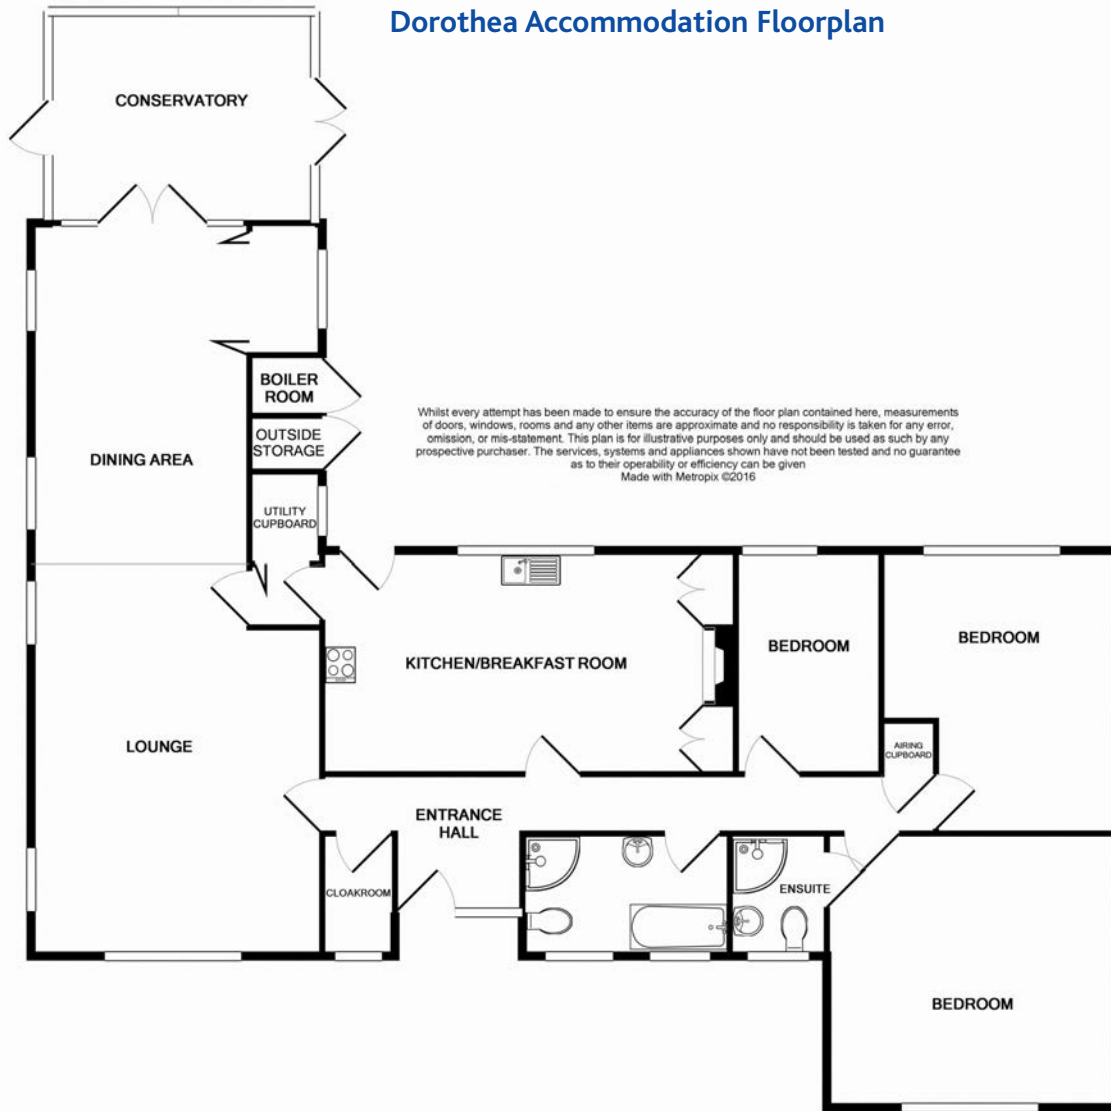 Dorothea Accommodation Floorplan
CONSERVATORY
BOILER
ROOM
OUTSIDE
STORAGE
DINING AREA
UTILITY
CUPBOARD
Whilst every attempt has been made to ensure the accuracy of the floor plan contained here, measurements
of doors, windows, rooms and any other items are approximate and no responsibility is taken for any error,
omission, or mis-statement. This plan is for illustrative purposes only and should be used as such by any
prospective purchaser. The services, systems and appliances shown have not been tested and no guarantee
as to their operability or efficiency can be given
Made with Metropix ©2016
KITCHEN/BREAKFAST ROOM
BEDROOM
BEDROOM
LOUNGE
AIRING
CUPBOARD
ENTRANCE
HALL
CLOAKROOM
ENSUITE
BEDROOM